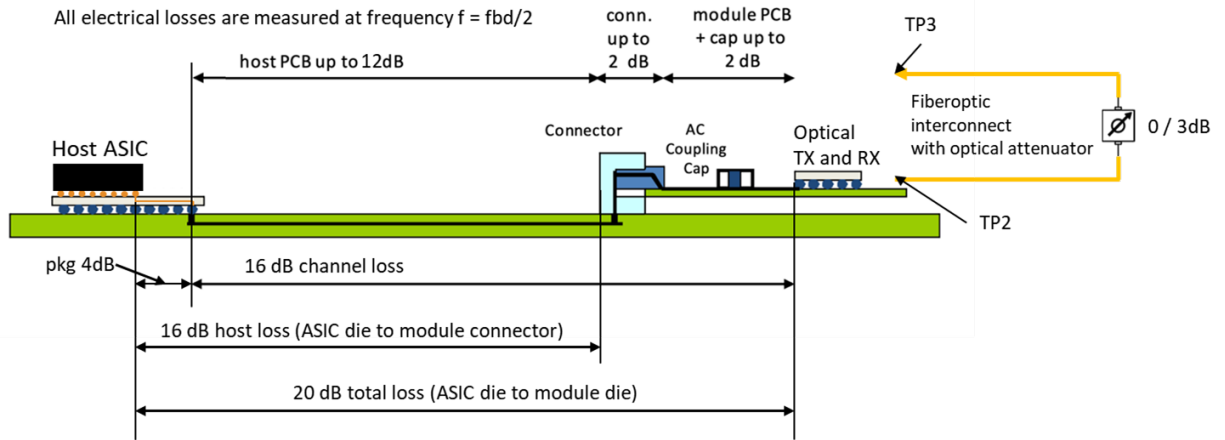 All electrical losses are measured at frequency f = fbd/2
conn.
up to
2 dB
module PCB
+ cap up to
2 dB
TP3
host PCB up to 12dB
Fiberoptic
interconnect
with optical attenuator
0 / 3dB
Host ASIC
Connector
AC
Coupling
Cap
Optical
TX and RX
TP2
pkg 4dB
16 dB channel loss
16 dB host loss (ASIC die to module connector)
20 dB total loss (ASIC die to module die)